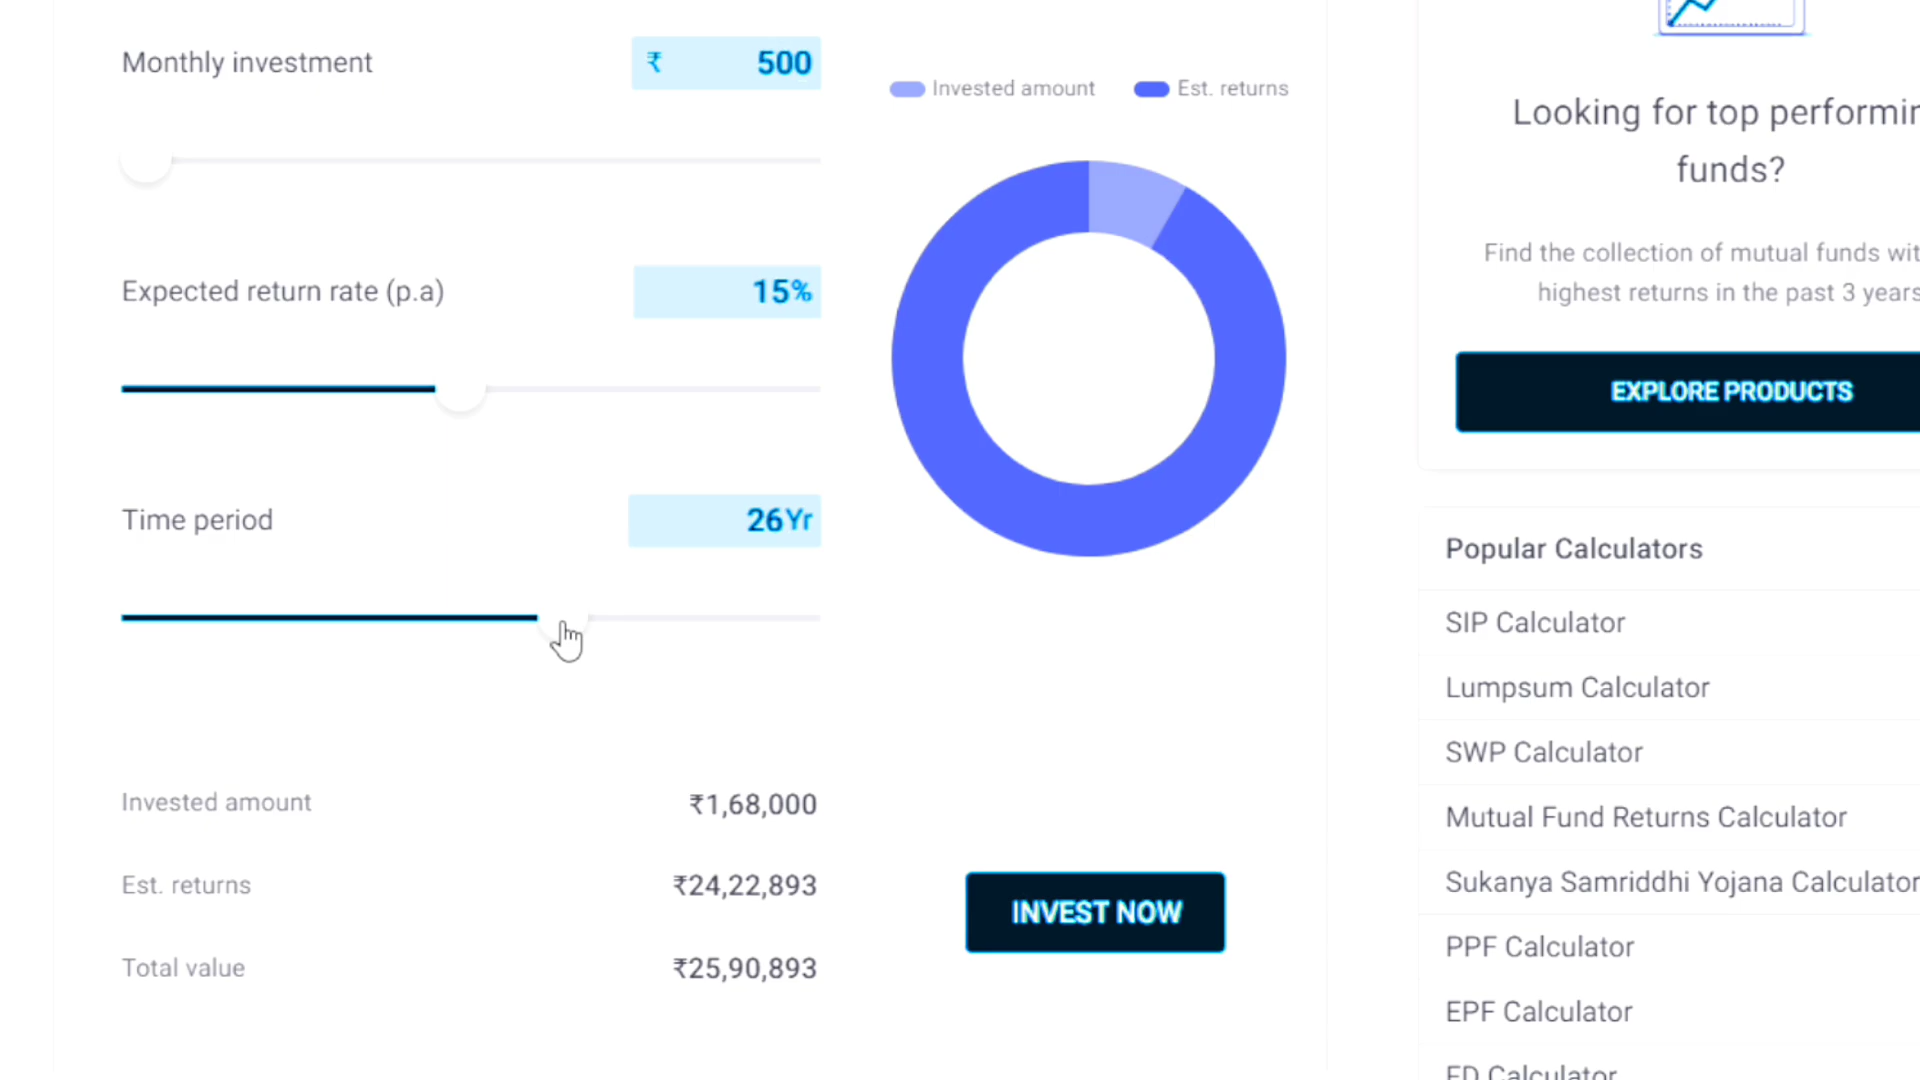 Monthly investment
₹ 500
Expected return rate (p.a)
15%
Time period
26Yr
Invested amount
₹1,68,000
Est. returns
₹24,22,893
Total value
₹25,90,893
Invested amount
Est. returns
INVEST NOW
Looking for top
funds?
Find the collection of mutual funds
highest returns in the past 3 years
EXPLORE PRODUCTS
Popular Calculators
SIP Calculator
Lumpsum Calculator
SWP Calculator
Mutual Fund Returns Calculator
Sukanya Samriddhi Yojana Calculator
PPF Calculator
EPF Calculator
FD Calculator